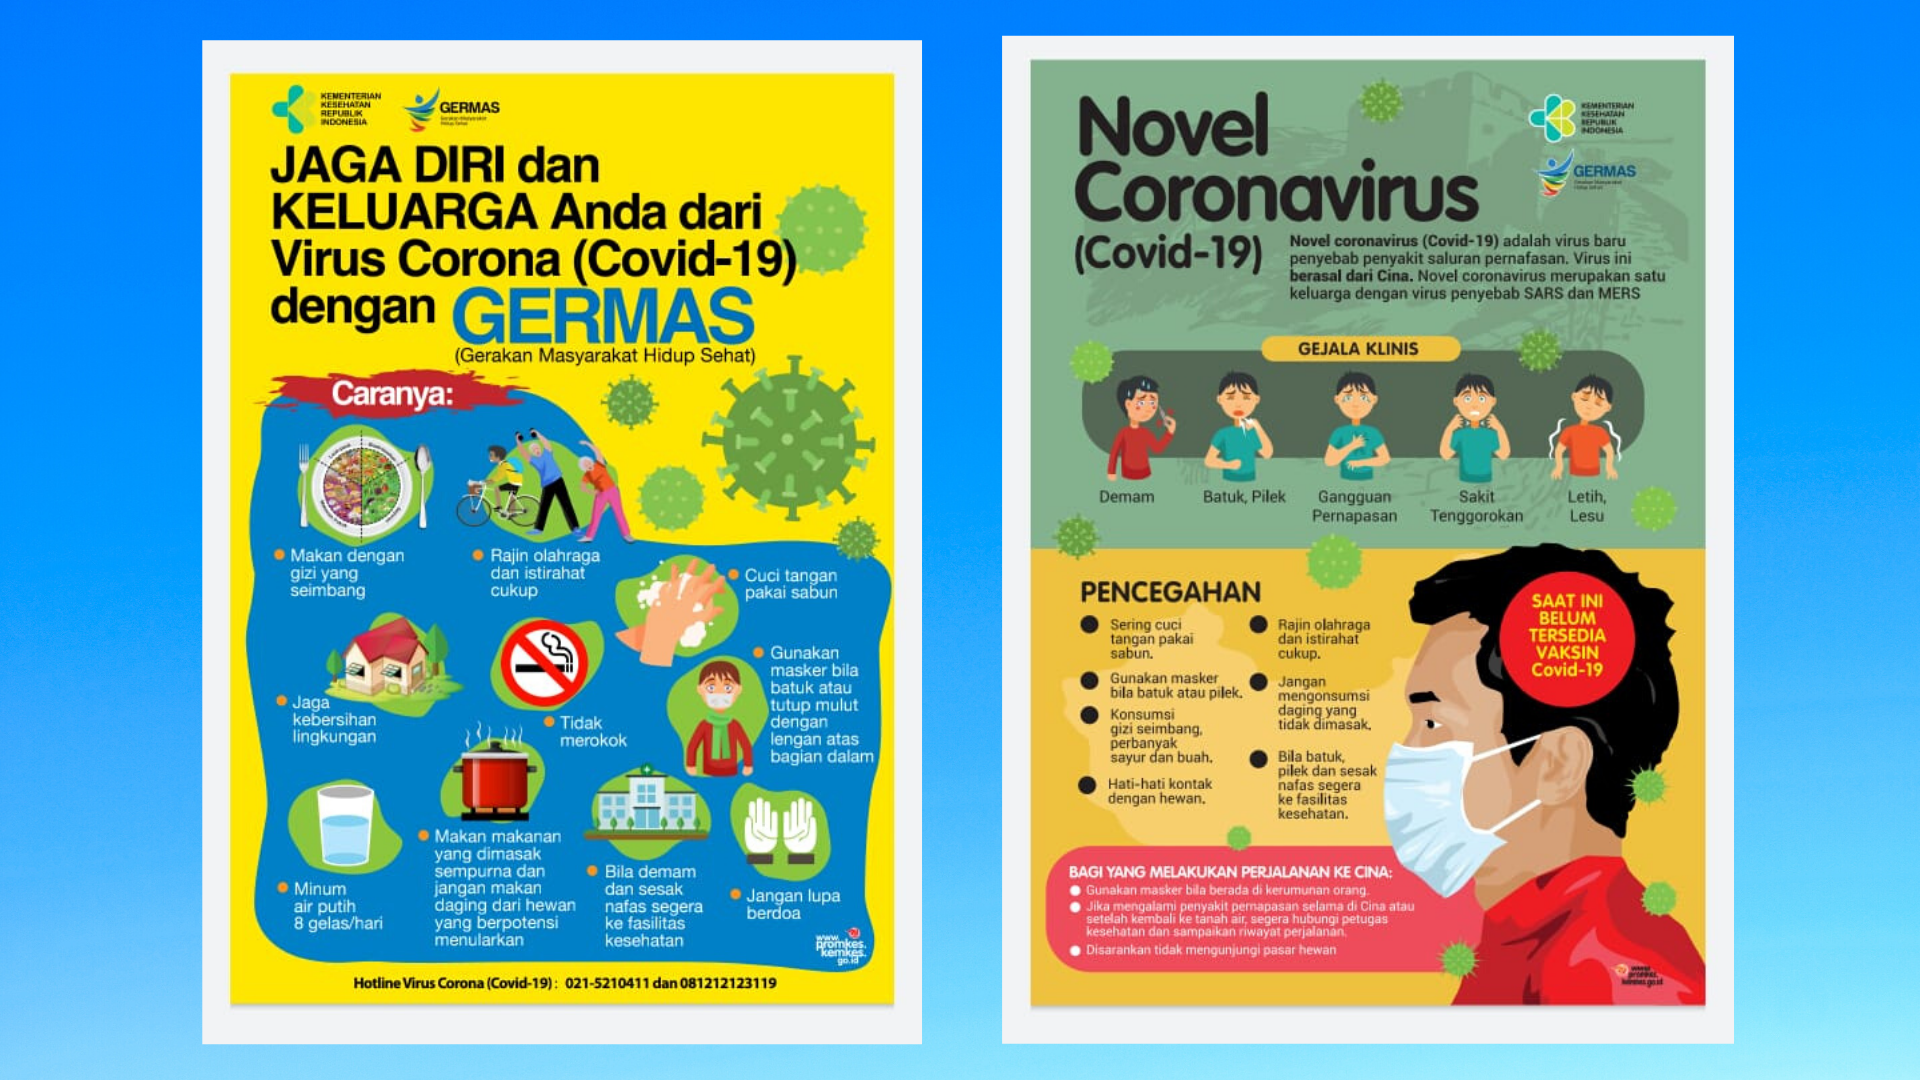 KEMENTERIAN
KESEHATAN
REPUBLIK
INDONESIA
GERMAS
JAGA DIRI dan
KELUARGA Anda dari
Virus Corona (Covid-19)
dengan GERMAS
(Gerakan Masyarakat Hidup Sehat)
Caranya:
Makan dengan
gizi yang
seimbang
Rajin olahraga
dan istirahat
cukup
Cuci tangan
pakai sabun
Jaga
kebersihan
lingkungan
Tidak
merokok
Gunakan
masker bila
batuk atau
tutup mulut
dengan
lengan atas
bagian dalam
Minum
air putih
8 gelas/hari
Makan makanan
yang dimasak
sempurna dan
jangan makan
daging dari hewan
yang berpotensi
menularkan
Bila demam
dan sesak
nafas segera
ke fasilitas
kesehatan
Jangan lupa
berdoa
www.
promkes.
kemkes.
go.id
Hotline Virus Corona (Covid-19) : 021-5210411 dan 081212123119
Novel
Coronavirus
(Covid-19)
KEMENTERIAN
KESEHATAN
REPUBLIK
INDONESIA
GERMAS
Novel coronavirus (Covid-19) adalah virus baru
penyebab penyakit saluran pernafasan. Virus ini
berasal dari Cina. Novel coronavirus merupakan satu
keluarga dengan virus penyebab SARS dan MERS
GEJALA KLINIS
Demam
Batuk, Pilek
Gangguan
Pernapasan
Sakit
Tenggorokan
Letih,
Lesu
PENCEGAHAN
Sering cuci
tangan pakai
sabun.
Gunakan masker
bila batuk atau pilek.
Konsumsi
gizi seimbang,
perbanyak
sayur dan buah.
Hati-hati kontak
dengan hewan.
Rajin olahraga
dan istirahat
cukup.
Jangan
mengonsumsi
daging yang
tidak dimasak.
Bila batuk,
pilek dan sesak
nafas segera
ke fasilitas
kesehatan.
SAAT INI
BELUM
TERSEDIA
VAKSIN
Covid-19
BAGI YANG MELAKUKAN PERJALANAN KE CINA:
Gunakan masker bila berada di kerumunan orang.
Jika mengalami penyakit pernapasan selama di Cina atau
setelah kembali ke tanah air, segera hubungi petugas
kesehatan dan sampaikan riwayat perjalanan.
Disarankan tidak mengunjungi pasar hewan
www.
promkes.
kemkes.go.id